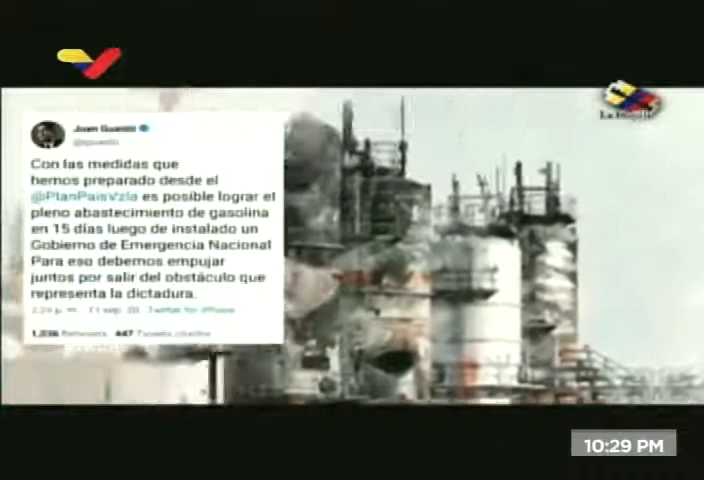 Juan Guaidó
@jguaido
Con las medidas que
hemos preparado desde el
@PlanPaisVzla es posible lograr el
pleno abastecimiento de gasolina
en 15 días luego de instalado un
Gobierno de Emergencia Nacional
Para eso debemos empujar
juntos por salir del obstáculo que
representa la dictadura.
Twitter for iPhone
1,036 Retweets 447
10:29 PM